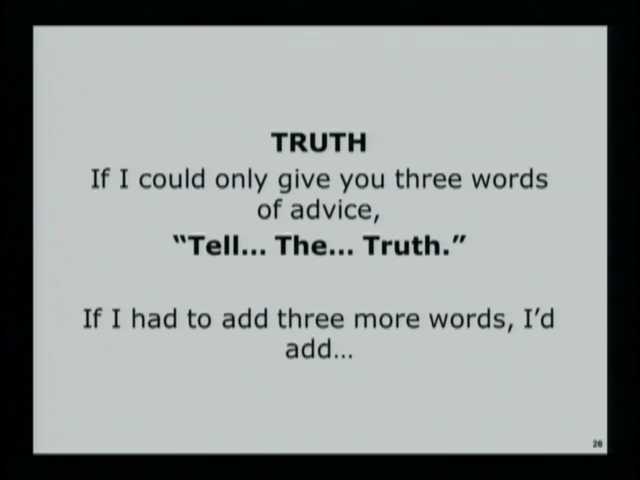 TRUTH
If I could only give you three words
of advice,
“Tell... The... Truth.”
If I had to add three more words, I’d
add...
26